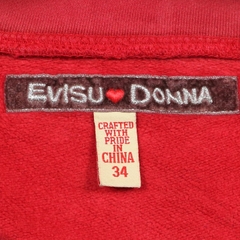 EVISU ♥ DONNA
CRAFTED
WITH
PRIDE
IN
CHINA
34